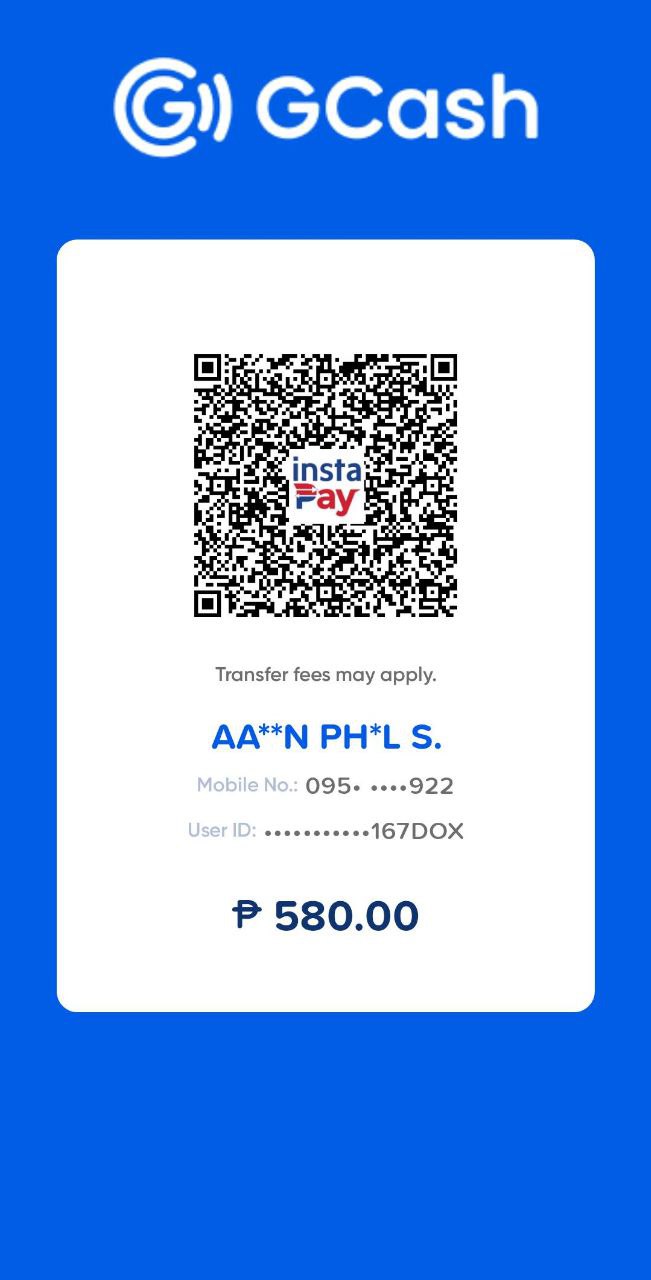 GCash
insta
Pay
Transfer fees may apply.
AA**N PH*L S.
Mobile No.: 095• ••••922
User ID: •••••••••••167DOX
₱ 580.00